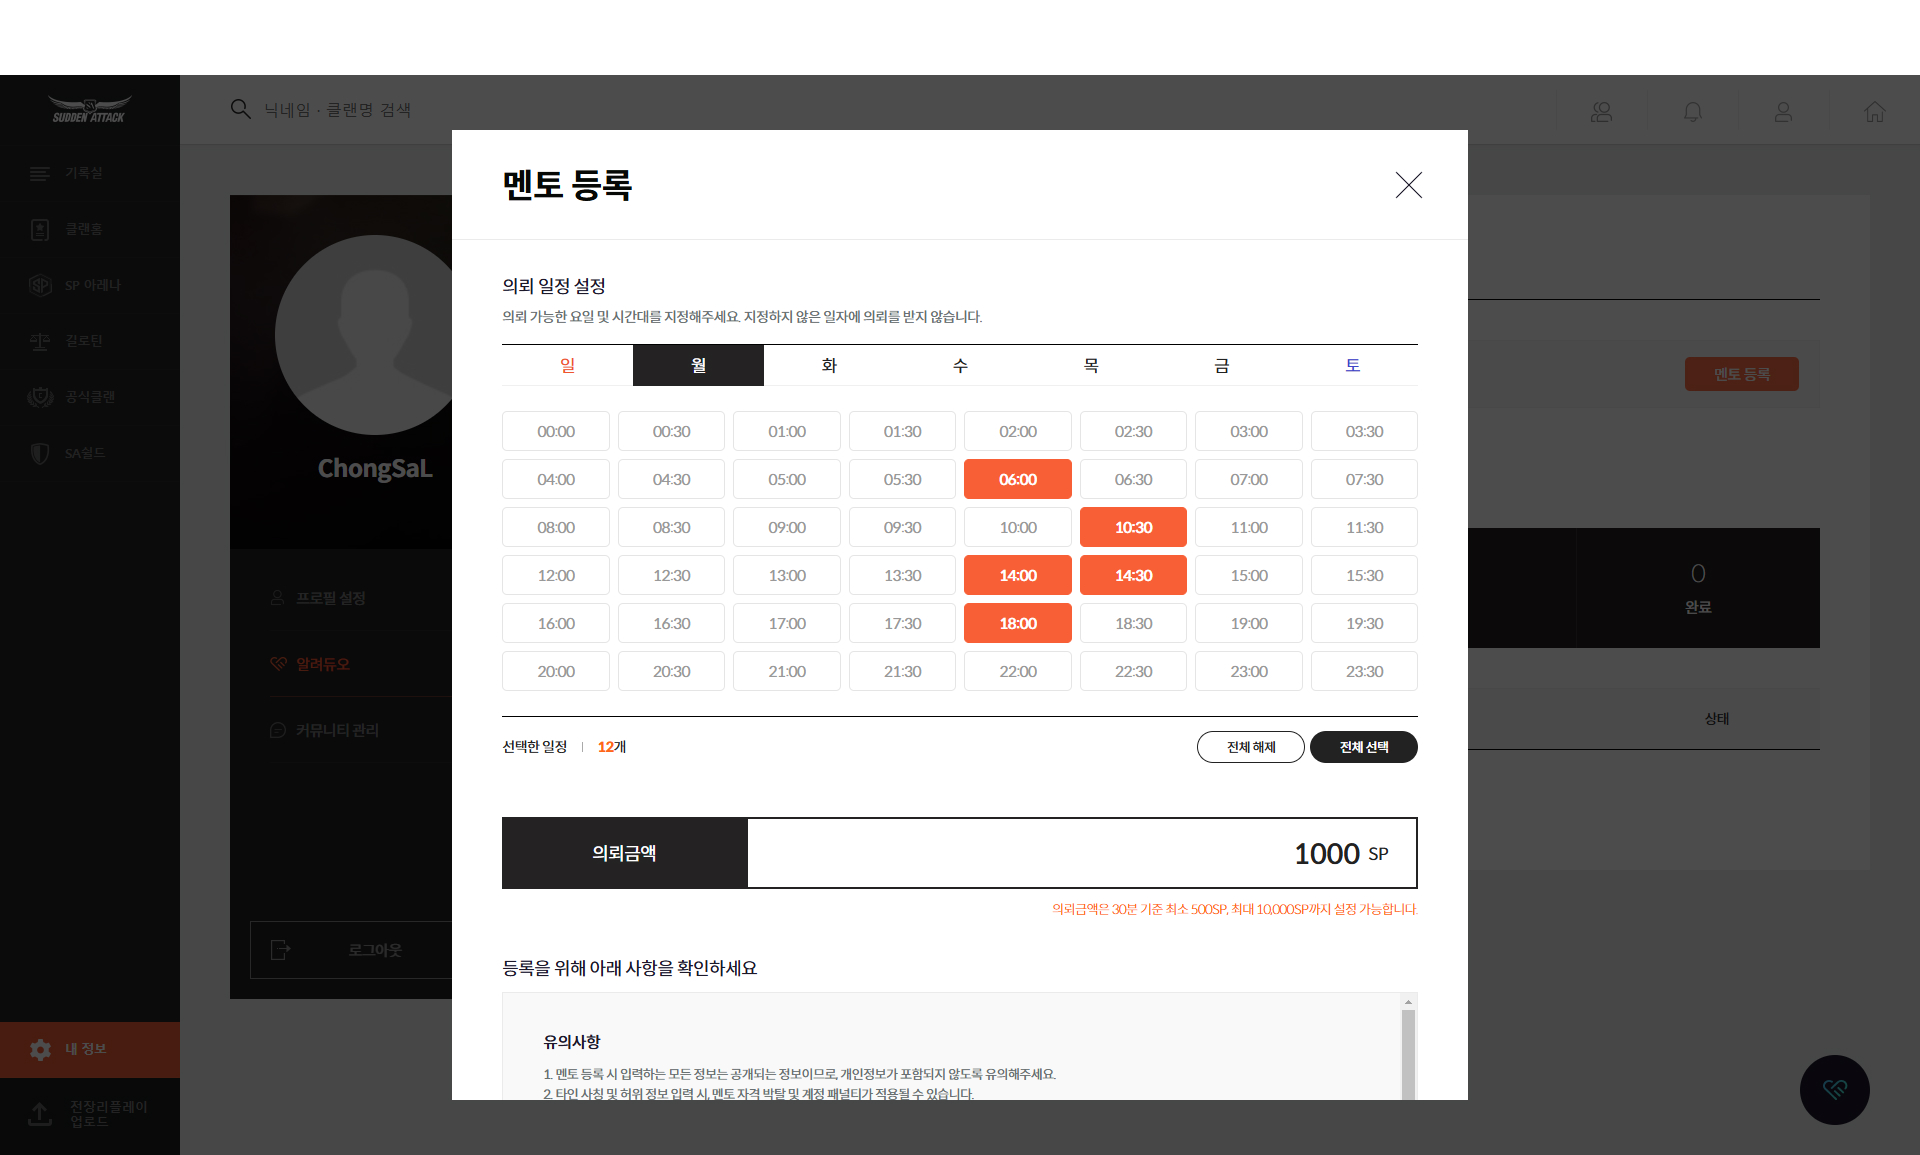 SUDDEN ATTACK
닉네임 · 클랜명 검색
기록실
클랜홈
SP 아레나
길로틴
공식클랜
SA쉴드
내 정보
전장리플레이
업로드
ChongSaL
프로필 설정
알려듀오
커뮤니티 관리
로그아웃
멘토 등록
의뢰 일정 설정
의뢰 가능한 요일 및 시간대를 지정해주세요. 지정하지 않은 일자에 의뢰를 받지 않습니다.
일 월 화 수 목 금 토
00:00 00:30 01:00 01:30 02:00 02:30 03:00 03:30
04:00 04:30 05:00 05:30 06:00 06:30 07:00 07:30
08:00 08:30 09:00 09:30 10:00 10:30 11:00 11:30
12:00 12:30 13:00 13:30 14:00 14:30 15:00 15:30
16:00 16:30 17:00 17:30 18:00 18:30 19:00 19:30
20:00 20:30 21:00 21:30 22:00 22:30 23:00 23:30
선택한 일정 12개 전체 해제 전체 선택
의뢰금액 1000 SP
의뢰금액은 30분 기준 최소 500SP, 최대 10,000SP까지 설정 가능합니다.
등록을 위해 아래 사항을 확인하세요
유의사항
1. 멘토 등록 시 입력하는 모든 정보는 공개되는 정보이므로, 개인정보가 포함되지 않도록 유의해주세요.
2. 타인 사칭 및 허위 정보 입력 시, 멘토 자격 박탈 및 계정 패널티가 적용될 수 있습니다.
멘토 등록
0
완료
상태